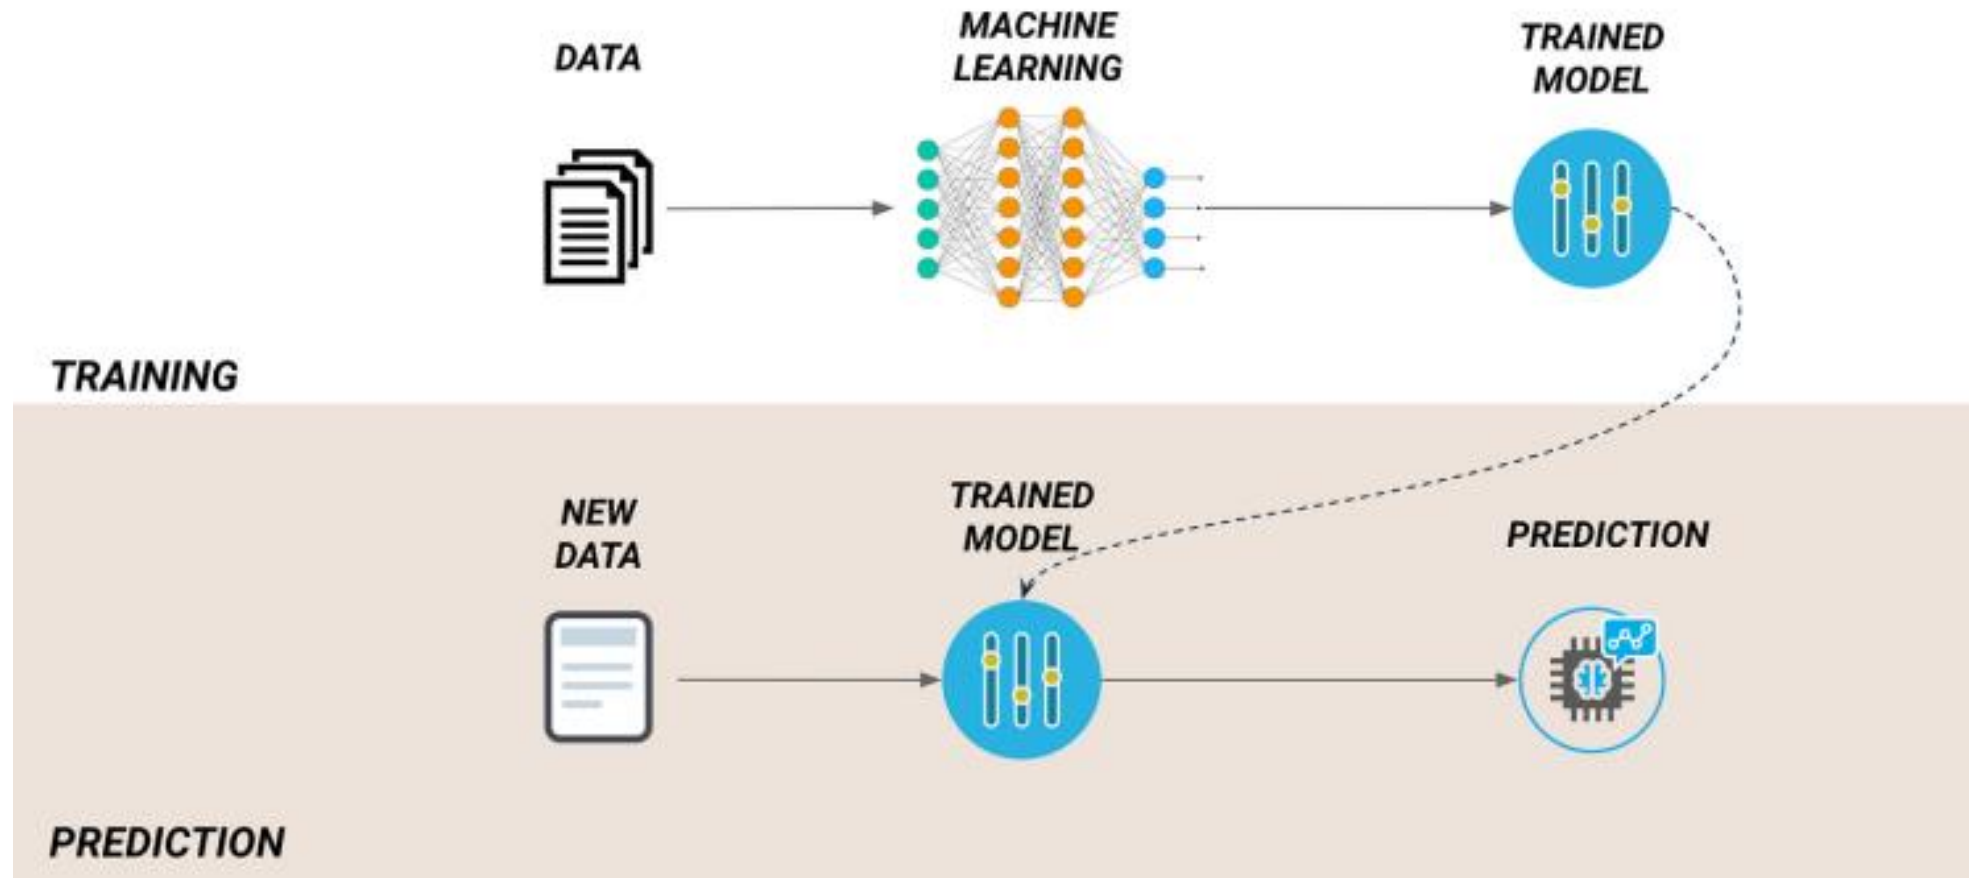 DATA
MACHINE
LEARNING
TRAINED
MODEL
TRAINING
NEW
DATA
TRAINED
MODEL
PREDICTION
PREDICTION